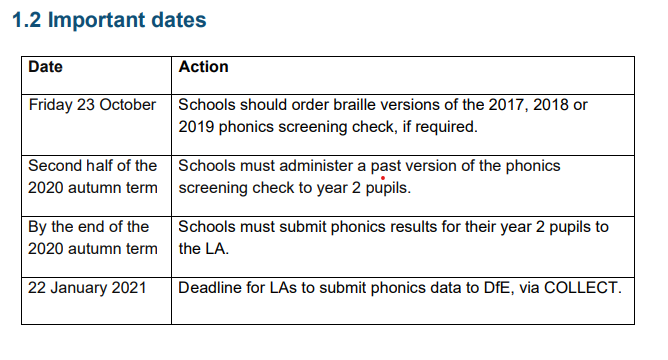 1.2 Important dates
Date Action
Friday 23 October Schools should order braille versions of the 2017, 2018 or
2019 phonics screening check, if required.
Second half of the Schools must administer a past version of the phonics
2020 autumn term screening check to year 2 pupils.
By the end of the Schools must submit phonics results for their year 2 pupils to
2020 autumn term the LA.
22 January 2021 Deadline for LAs to submit phonics data to DfE, via COLLECT.